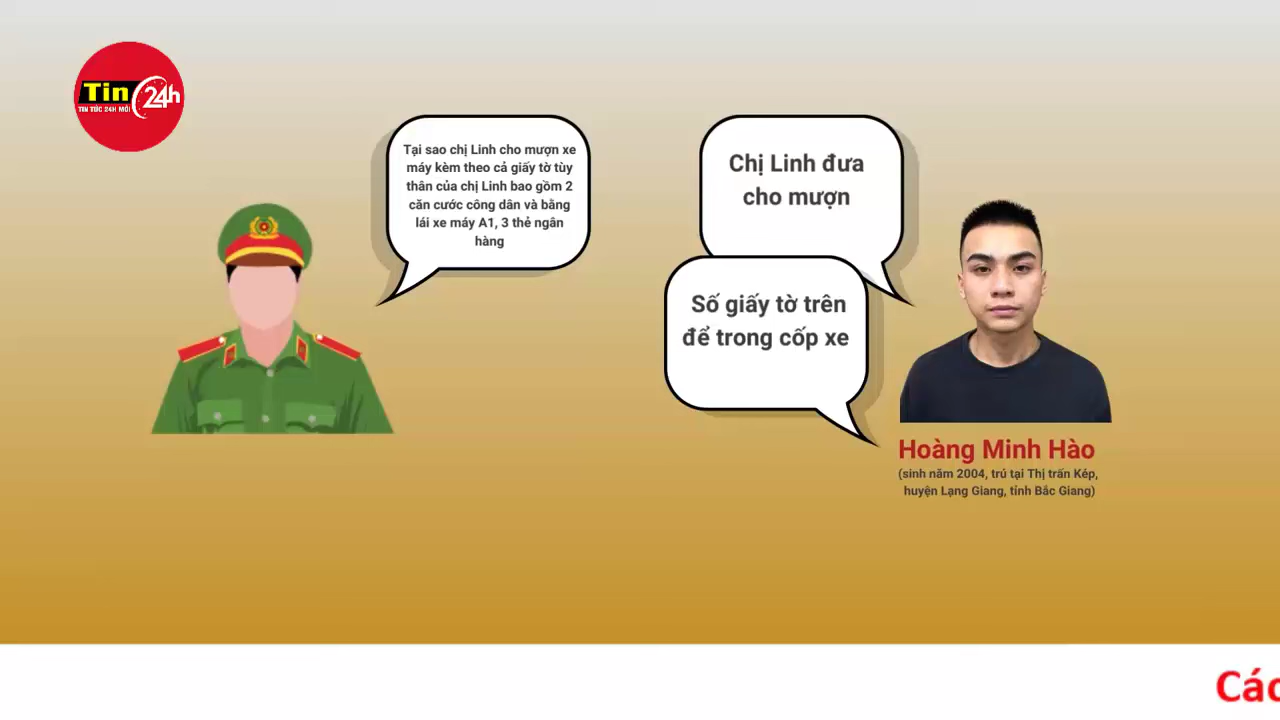 Tin 24h
TIN TỨC 24H MỚI
Tại sao chị Linh cho mượn xe
máy kèm theo cả giấy tờ tùy
thân của chị Linh bao gồm 2
căn cước công dân và bằng
lái xe máy A1, 3 thẻ ngân
hàng
Chị Linh đưa
cho mượn
Số giấy tờ trên
để trong cốp xe
Hoàng Minh Hào
(sinh năm 2004, trú tại Thị trấn Kép,
huyện Lạng Giang, tỉnh Bắc Giang)